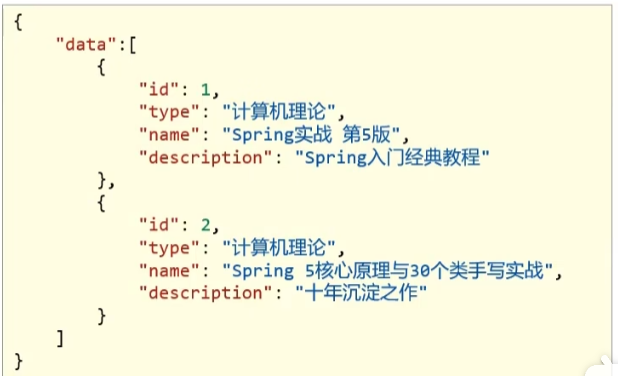 {
    "data":[
        {
            "id": 1,
            "type": "计算机理论",
            "name": "Spring实战 第5版",
            "description": "Spring入门经典教程"
        },
        {
            "id": 2,
            "type": "计算机理论",
            "name": "Spring 5核心原理与30个类手写实战",
            "description": "十年沉淀之作"
        }
    ]
}